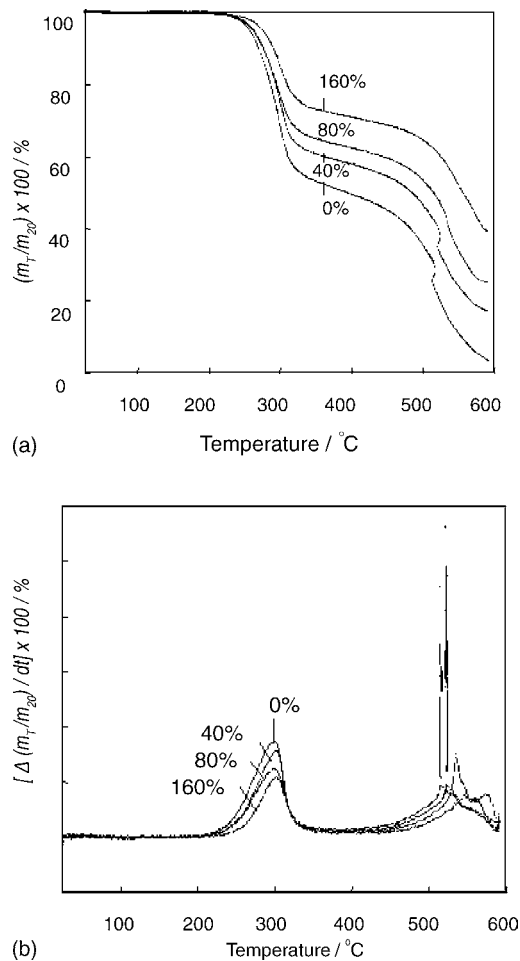 100
80
60
40
20
0
(m_T/m_20) x 100 / %
160%
80%
40%
0%
100 200 300 400 500 600
Temperature / °C
(a)
[ Δ (m_T/m_20) / dt] x 100 / %
0%
40%
80%
160%
100 200 300 400 500 600
Temperature / °C
(b)